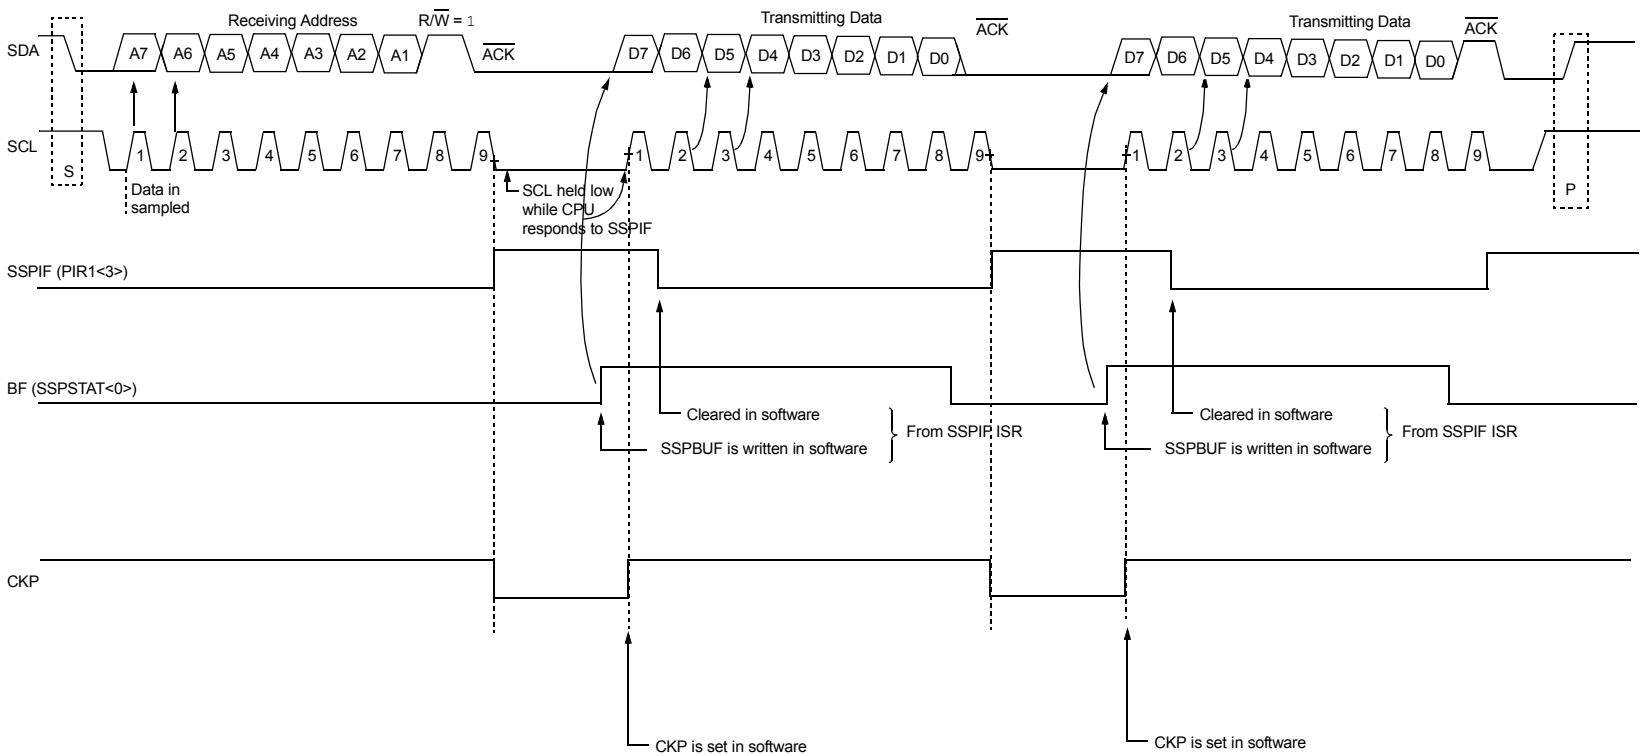 Receiving Address R/W = 1 Transmitting Data ACK Transmitting Data ACK
SDA A7 A6 A5 A4 A3 A2 A1 ACK D7 D6 D5 D4 D3 D2 D1 D0 D7 D6 D5 D4 D3 D2 D1 D0
SCL 1 2 3 4 5 6 7 8 9 1 2 3 4 5 6 7 8 9 1 2 3 4 5 6 7 8 9
S P
Data in
sampled
SCL held low
while CPU
responds to SSPIF
SSPIF (PIR1<3>)
BF (SSPSTAT<0>)
Cleared in software
From SSPIF ISR
SSPBUF is written in software
Cleared in software
From SSPIF ISR
SSPBUF is written in software
CKP
CKP is set in software
CKP is set in software